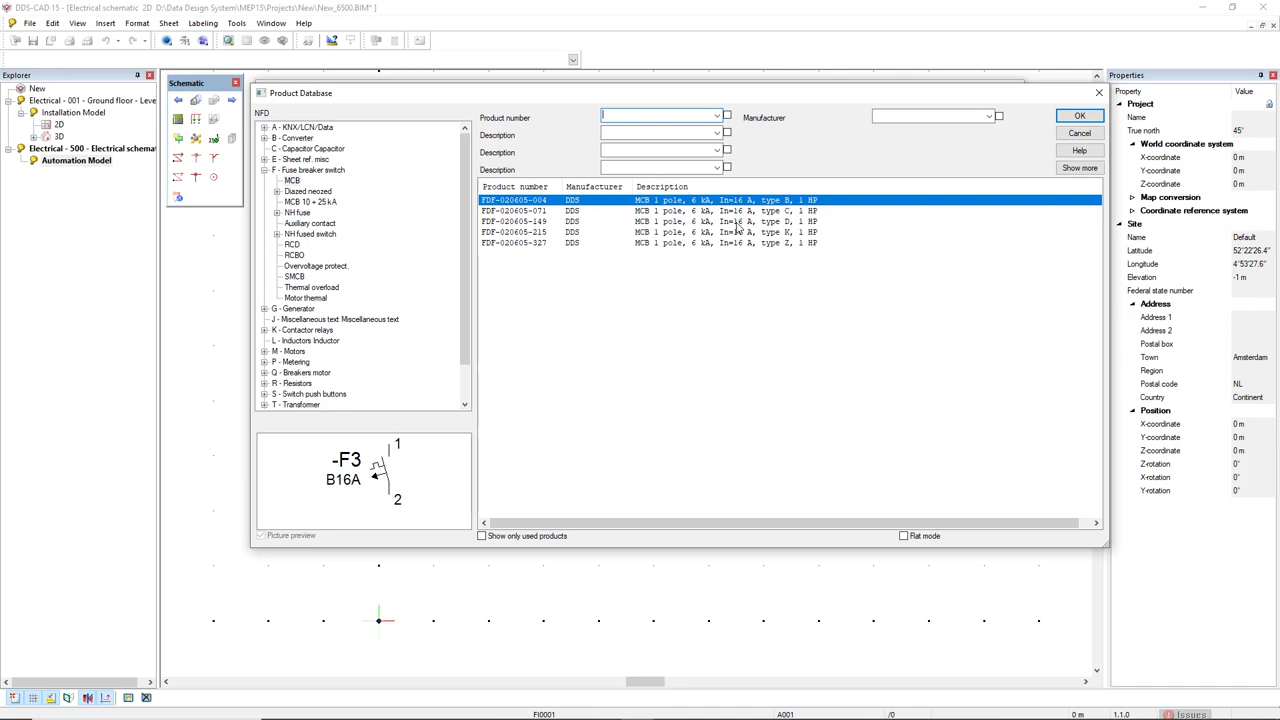 DDS-CAD 15 - [Electrical schematic  2D  D:\Data Design System\MEP15\Projects\New\New_6500.BIM* ]
File Edit View Insert Format Sheet Labeling Tools Window Help
Explorer
New
Electrical - 001 - Ground floor - Leve
Installation Model
2D
3D
Electrical - 500 - Electrical schemat
Automation Model
Schematic
Product Database
NFD
A - KNX/LCN/Data
B - Converter
C - Capacitor Capacitor
E - Sheet ref. misc
F - Fuse breaker switch
MCB
Diazed neozed
MCB 10 + 25 kA
NH fuse
Auxiliary contact
NH fused switch
RCD
RCBO
Overvoltage protect.
SMCB
Thermal overload
Motor thermal
G - Generator
J - Miscellaneous text Miscellaneous text
K - Contactor relays
L - Inductors Inductor
M - Motors
P - Metering
Q - Breakers motor
R - Resistors
S - Switch push buttons
T - Transformer
-F3
B16A
1
2
Picture preview
Product number
Description
Description
Description
Manufacturer
OK
Cancel
Help
Show more
Product number Manufacturer Description
FDF-020605-004 DDS MCB 1 pole, 6 kA, In=16 A, type B, 1 HP
FDF-020605-071 DDS MCB 1 pole, 6 kA, In=16 A, type C, 1 HP
FDF-020605-149 DDS MCB 1 pole, 6 kA, In=16 A, type D, 1 HP
FDF-020605-215 DDS MCB 1 pole, 6 kA, In=16 A, type K, 1 HP
FDF-020605-327 DDS MCB 1 pole, 6 kA, In=16 A, type Z, 1 HP
Show only used products
Flat mode
Properties
Property Value
Project
Name
True north 45°
World coordinate system
X-coordinate 0 m
Y-coordinate 0 m
Z-coordinate 0 m
Map conversion
Coordinate reference system
Site
Name Default
Latitude 52°22'26.4"
Longitude 4°53'27.6"
Elevation -1 m
Federal state number
Address
Address 1
Address 2
Postal box
Town Amsterdam
Region
Postal code NL
Country Continent
Position
X-coordinate 0 m
Y-coordinate 0 m
Z-coordinate 0 m
Z-rotation 0°
X-rotation 0°
Y-rotation 0°
FI0001 A001 /0 0 m 1.1.0 Issues